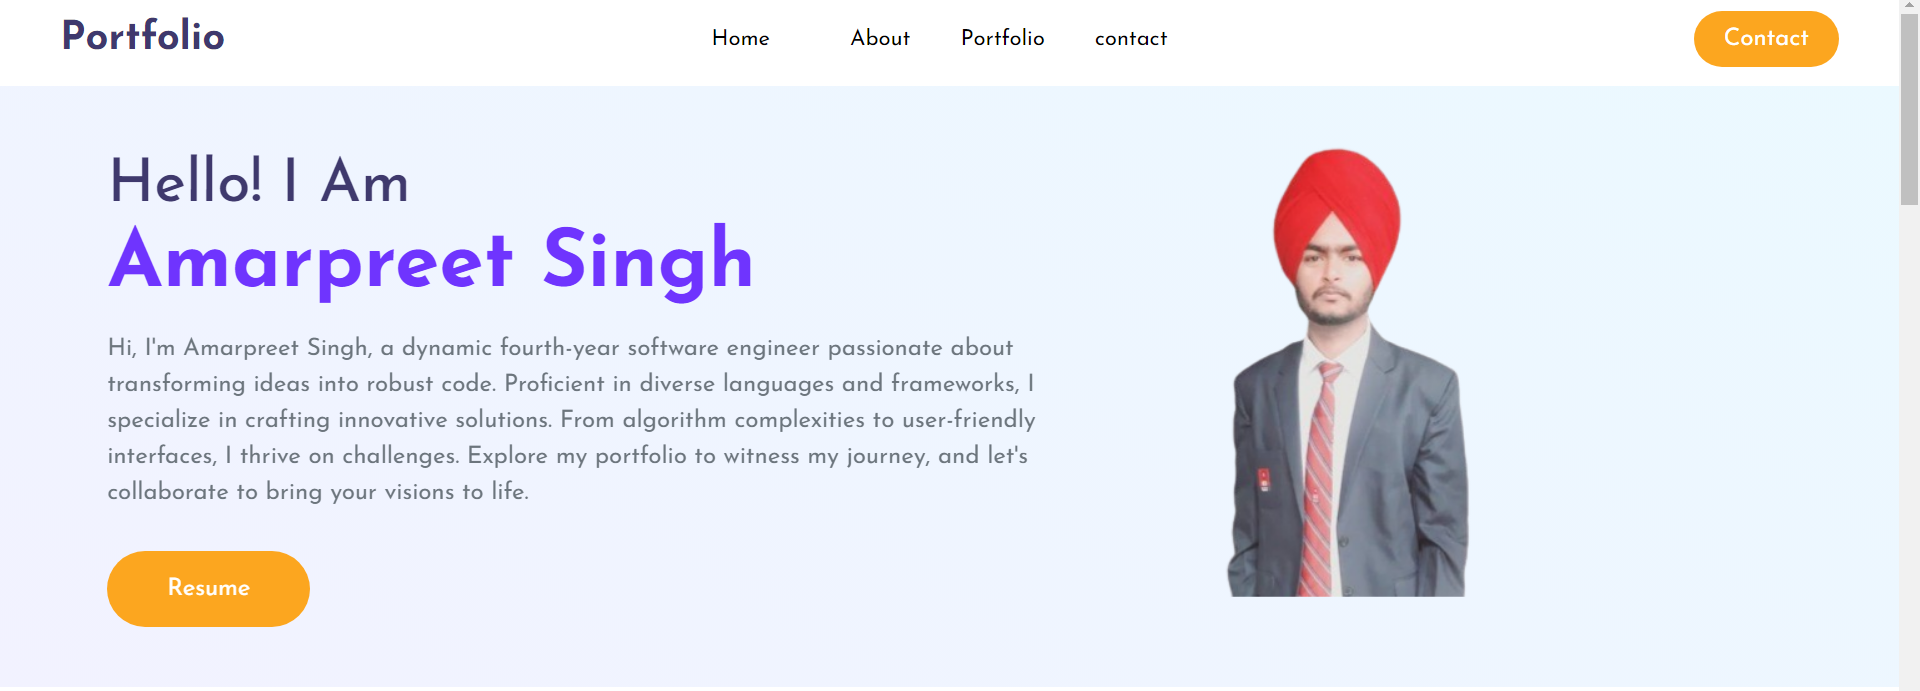 Portfolio
Home About Portfolio contact
Contact
Hello! I Am
Amarpreet Singh
Hi, I'm Amarpreet Singh, a dynamic fourth-year software engineer passionate about
transforming ideas into robust code. Proficient in diverse languages and frameworks, I
specialize in crafting innovative solutions. From algorithm complexities to user-friendly
interfaces, I thrive on challenges. Explore my portfolio to witness my journey, and let's
collaborate to bring your visions to life.
Resume